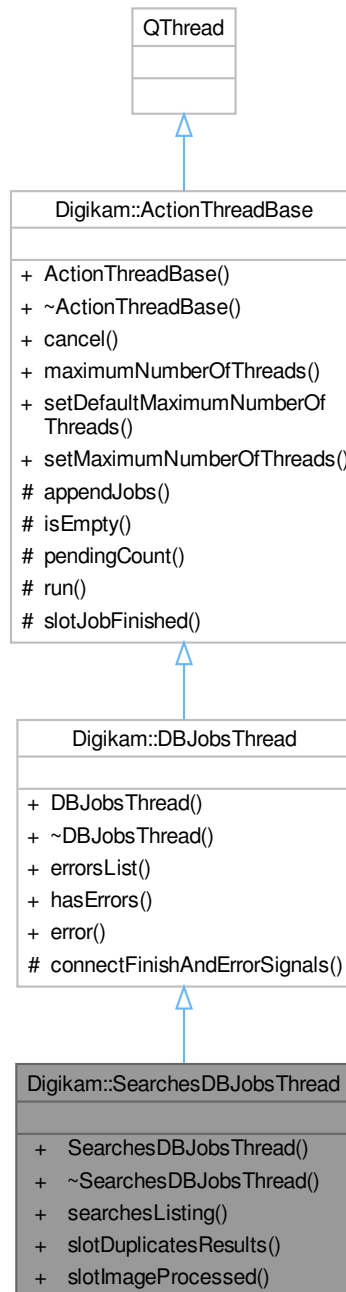 QThread
Digikam::ActionThreadBase
+ ActionThreadBase()
+ ~ActionThreadBase()
+ cancel()
+ maximumNumberOfThreads()
+ setDefaultMaximumNumberOf
Threads()
+ setMaximumNumberOfThreads()
# appendJobs()
# isEmpty()
# pendingCount()
# run()
# slotJobFinished()
Digikam::DBJobsThread
+ DBJobsThread()
+ ~DBJobsThread()
+ errorsList()
+ hasErrors()
+ error()
# connectFinishAndErrorSignals()
Digikam::SearchesDBJobsThread
+ SearchesDBJobsThread()
+ ~SearchesDBJobsThread()
+ searchesListing()
+ slotDuplicatesResults()
+ slotImageProcessed()